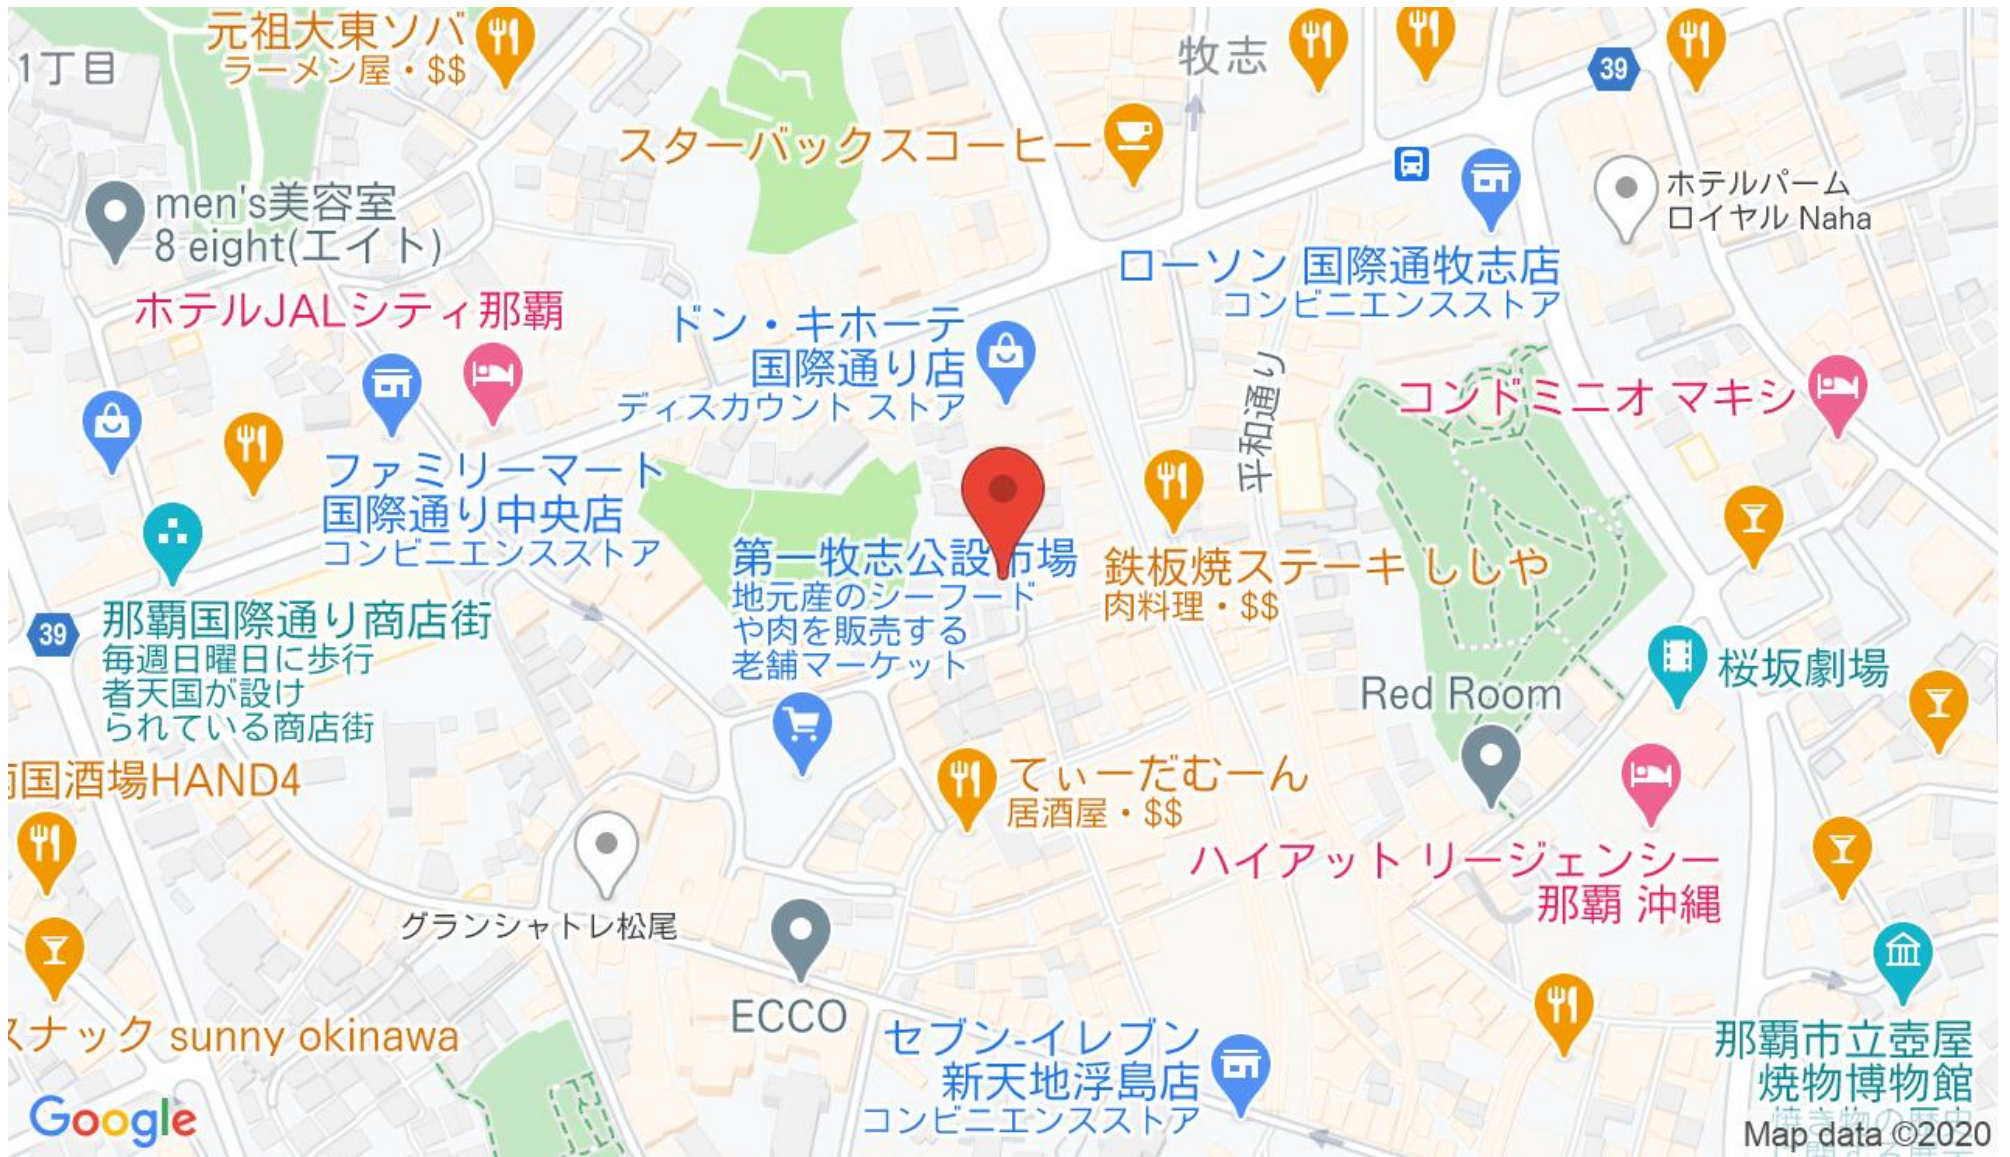 元祖大東ソバ
ラーメン屋・$$
1丁目
牧志
39
スターバックスコーヒー
men's美容室
8 eight(エイト)
ホテルパーム
ロイヤル Naha
ローソン 国際通牧志店
コンビニエンスストア
ホテルJALシティ那覇
ドン・キホーテ
国際通り店
ディスカウント ストア
平和通り
コンドミニオ マキシ
ファミリーマート
国際通り中央店
コンビニエンスストア
第一牧志公設市場
地元産のシーフード
や肉を販売する
老舗マーケット
鉄板焼ステーキ ししや
肉料理・$$
39
那覇国際通り商店街
毎週日曜日に歩行
者天国が設け
られている商店街
Red Room
桜坂劇場
国酒場HAND4
てぃーだむーん
居酒屋・$$
ハイアット リージェンシー
那覇 沖縄
グランシャトレ松尾
ECCO
スナック sunny okinawa
セブン-イレブン
新天地浮島店
コンビニエンスストア
那覇市立壺屋
焼物博物館
焼き物の歴史
Google
Map data ©2020